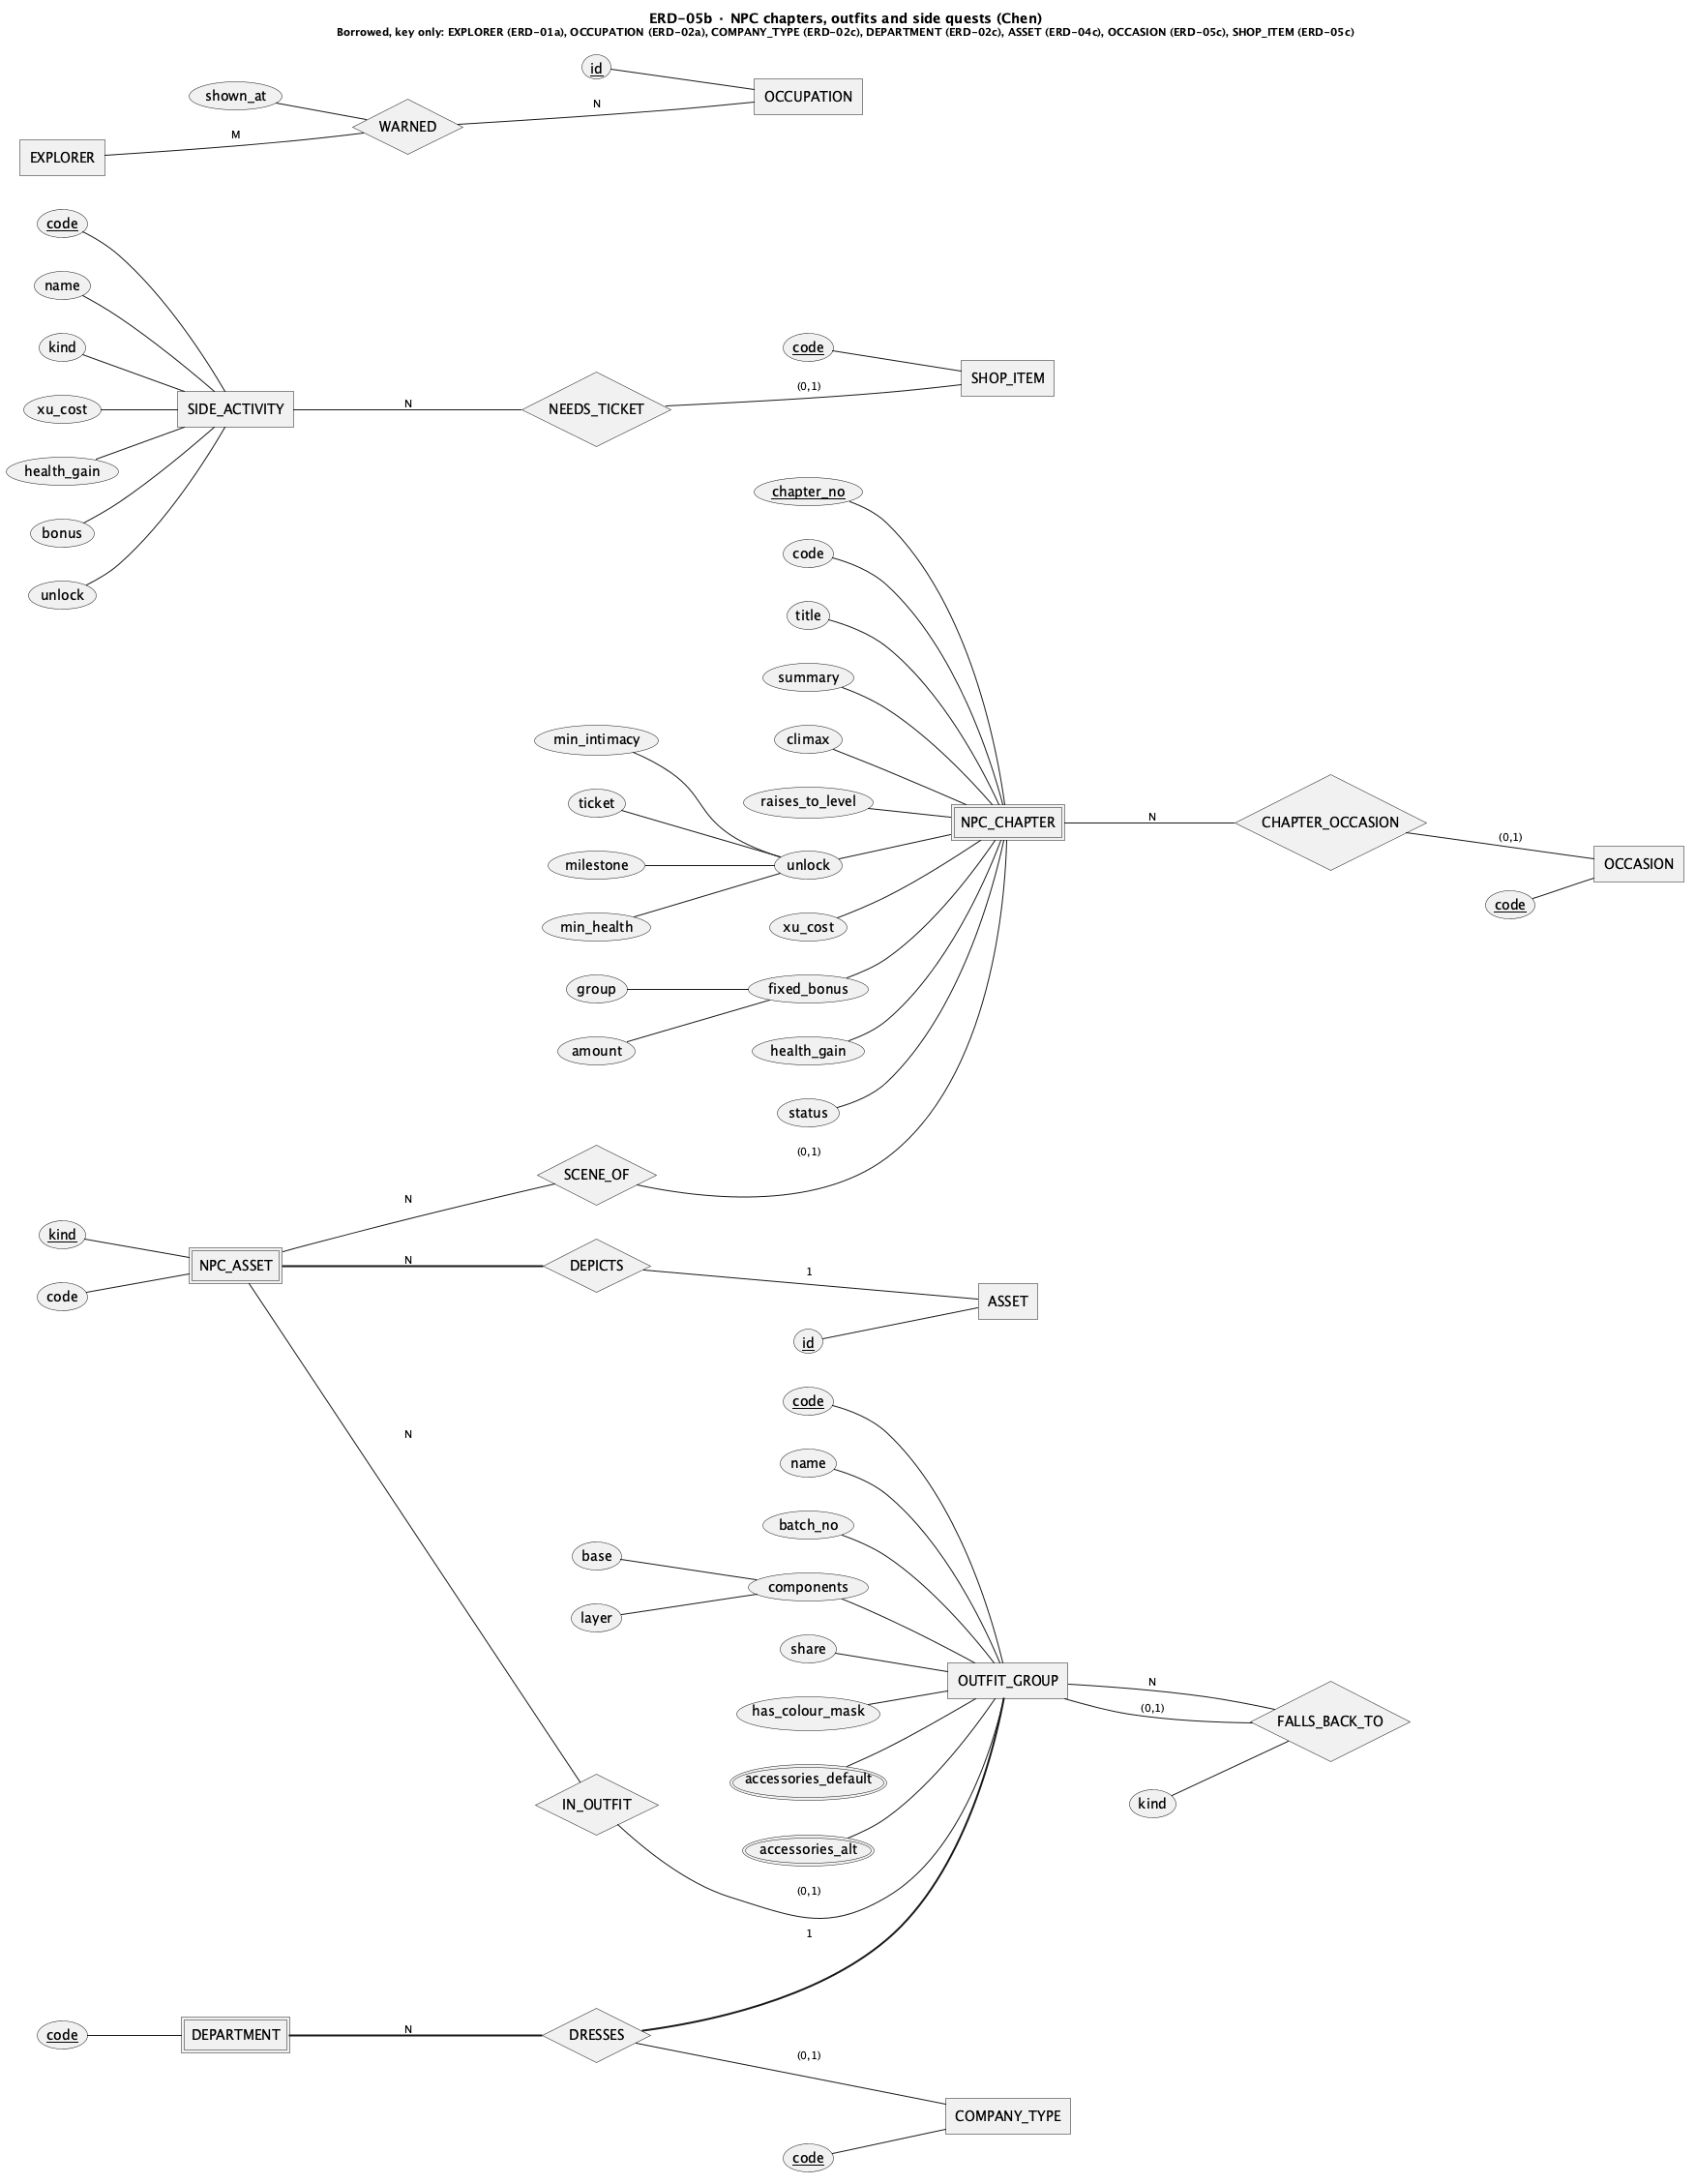 ERD-05b · NPC chapters, outfits and side quests (Chen)
Borrowed, key only: EXPLORER (ERD-01a), OCCUPATION (ERD-02a), COMPANY_TYPE (ERD-02c), DEPARTMENT (ERD-02c), ASSET (ERD-04c), OCCASION (ERD-05c), SHOP_ITEM (ERD-05c)
id
shown_at
OCCUPATION
N
WARNED
M
EXPLORER
code
name
kind
xu_cost
SIDE_ACTIVITY
N
NEEDS_TICKET
(0,1)
code
SHOP_ITEM
health_gain
bonus
unlock
chapter_no
code
title
summary
climax
raises_to_level
min_intimacy
ticket
milestone
min_health
unlock
NPC_CHAPTER
N
CHAPTER_OCCASION
(0,1)
OCCASION
code
xu_cost
group
amount
fixed_bonus
health_gain
status
(0,1)
SCENE_OF
N
kind
NPC_ASSET
code
N
DEPICTS
1
ASSET
id
N
code
name
batch_no
base
layer
components
share
OUTFIT_GROUP
has_colour_mask
accessories_default
accessories_alt
N
(0,1)
FALLS_BACK_TO
kind
IN_OUTFIT
(0,1)
1
code
DEPARTMENT
N
DRESSES
(0,1)
COMPANY_TYPE
code